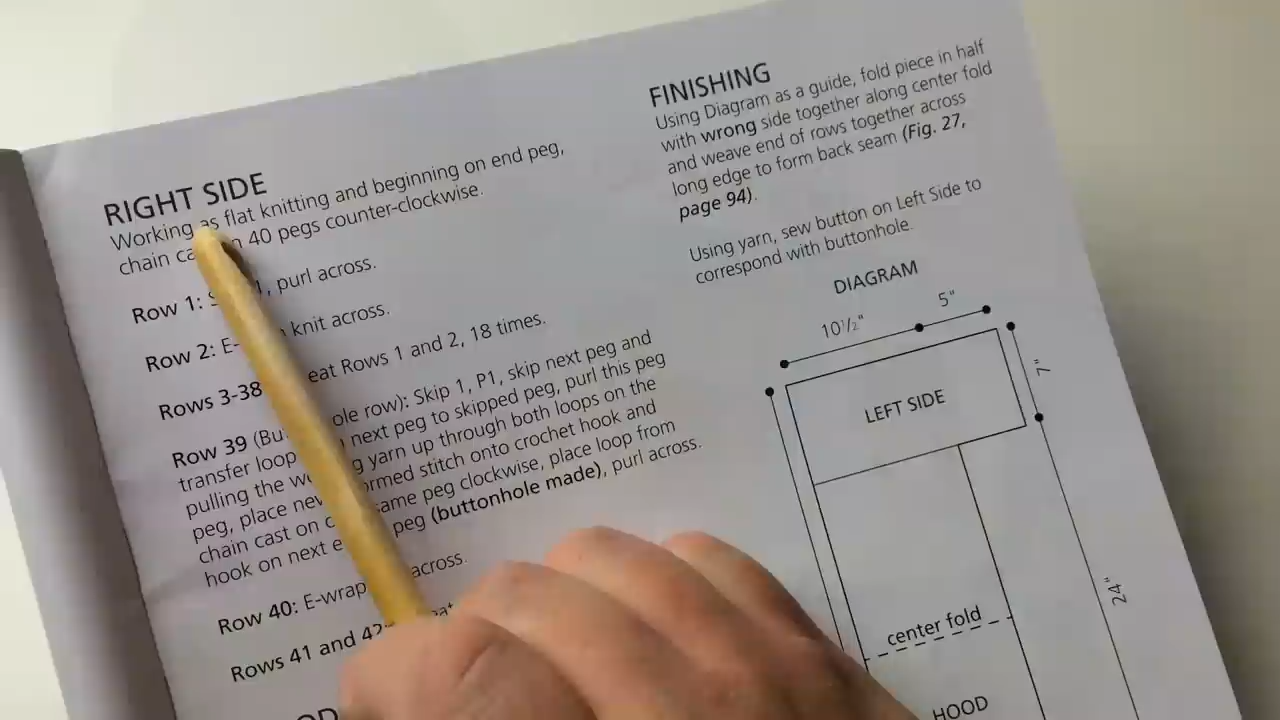 RIGHT SIDE
Working as flat knitting and beginning on end peg,
chain 40 pegs counter-clockwise.
Row 1: purl across.
Row 2: knit across.
Rows 3-38 Rows 1 and 2, 18 times.
Row 39 row): Skip 1, P1, skip next peg and
transfer loop next peg to skipped peg, purl this peg
pulling the yarn up through both loops on the
peg, place stitch onto crochet hook and
chain cast on same peg clockwise, place loop from
hook on next peg (buttonhole made), purl across.
Row 40: E-wrap across.
Rows 41 and 42
FINISHING
Using Diagram as a guide, fold piece in half
with wrong side together along center fold
and weave end of rows together across
long edge to form back seam (Fig. 27,
page 94).
Using yarn, sew button on Left Side to
correspond with buttonhole.
DIAGRAM
10½" 5"
7"
LEFT SIDE
24"
center fold
HOOD